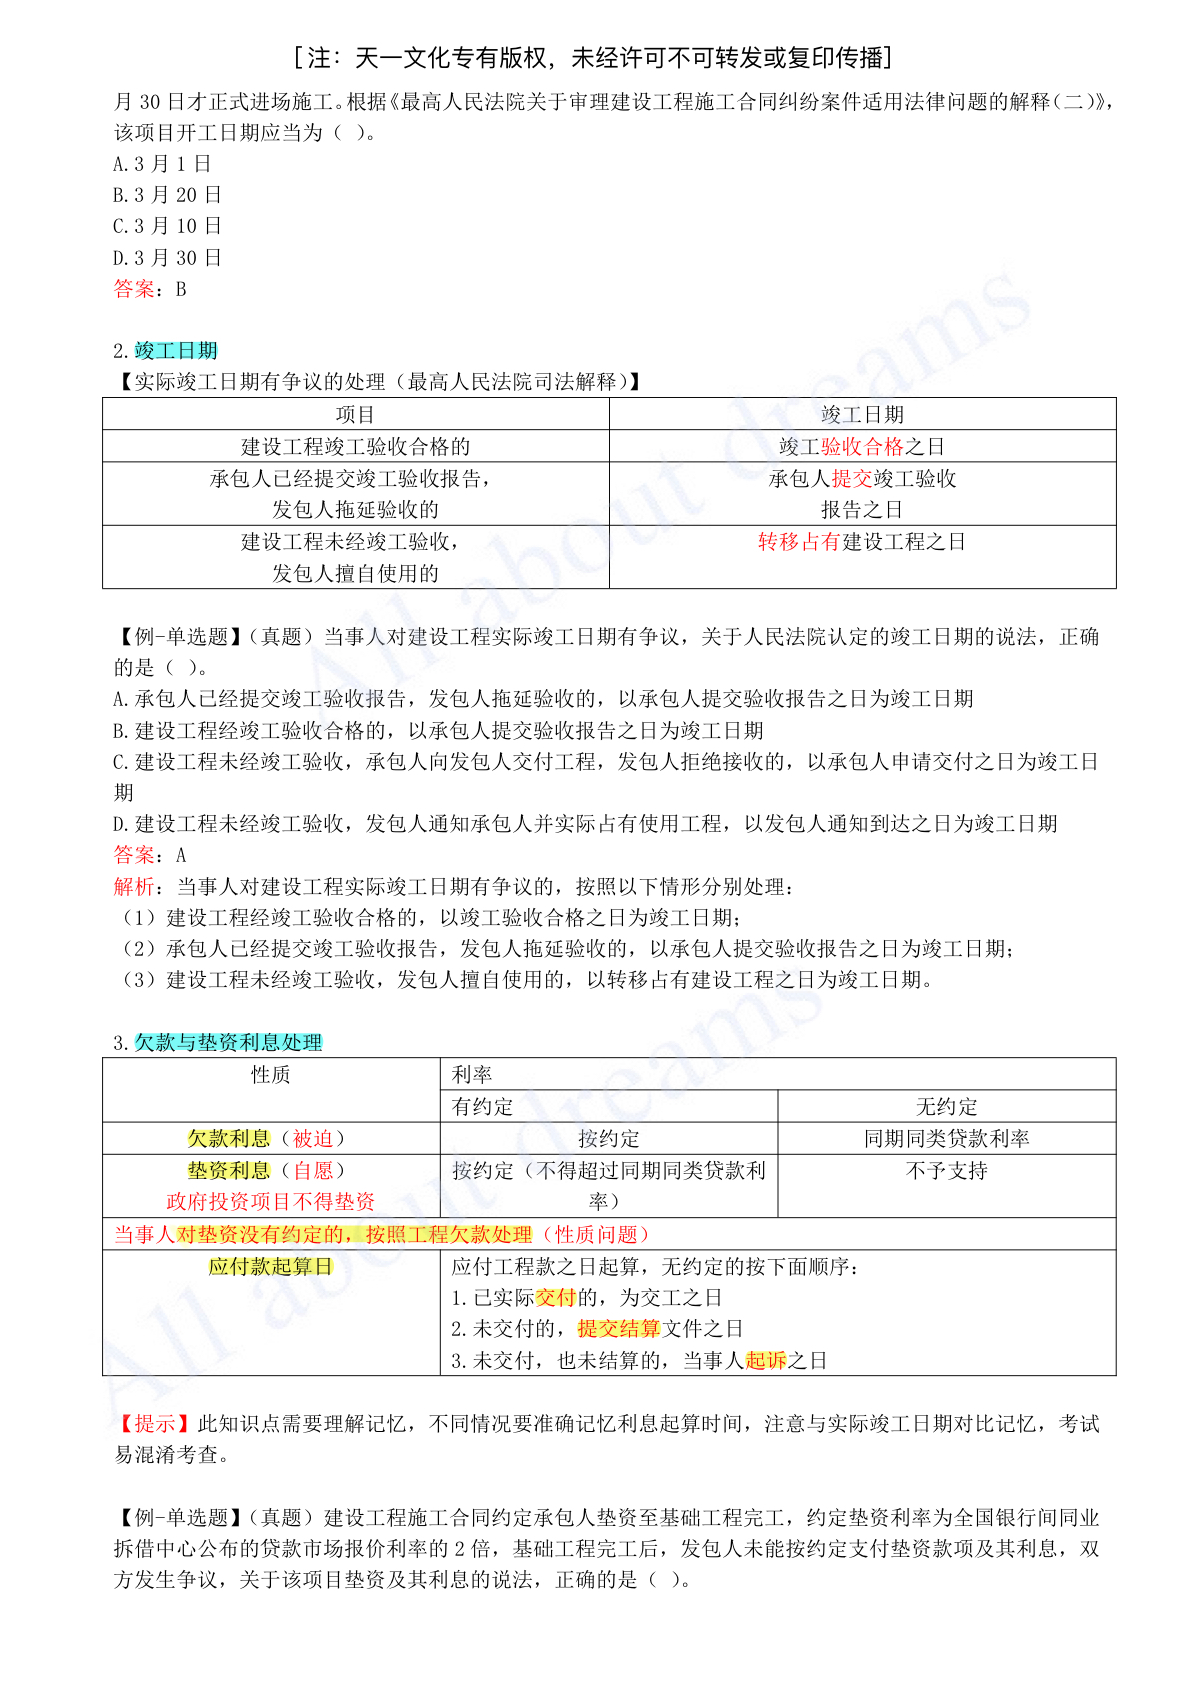 [注：天一文化专有版权，未经许可不可转发或复印传播]
月 30 日才正式进场施工。根据《最高人民法院关于审理建设工程施工合同纠纷案件适用法律问题的解释（二）》，
该项目开工日期应当为（ ）。
A.3 月 1 日
B.3 月 20 日
C.3 月 10 日
D.3 月 30 日
答案：B
2.竣工日期
【实际竣工日期有争议的处理（最高人民法院司法解释）】
项目 竣工日期
建设工程竣工验收合格的 竣工验收合格之日
承包人已经提交竣工验收报告， 承包人提交竣工验收
发包人拖延验收的 报告之日
建设工程未经竣工验收， 转移占有建设工程之日
发包人擅自使用的
【例-单选题】（真题）当事人对建设工程实际竣工日期有争议，关于人民法院认定的竣工日期的说法，正确
的是（ ）。
A.承包人已经提交竣工验收报告，发包人拖延验收的，以承包人提交验收报告之日为竣工日期
B.建设工程经竣工验收合格的，以承包人提交验收报告之日为竣工日期
C.建设工程未经竣工验收，承包人向发包人交付工程，发包人拒绝接收的，以承包人申请交付之日为竣工日
期
D.建设工程未经竣工验收，发包人通知承包人并实际占有使用工程，以发包人通知到达之日为竣工日期
答案：A
解析：当事人对建设工程实际竣工日期有争议的，按照以下情形分别处理：
（1）建设工程经竣工验收合格的，以竣工验收合格之日为竣工日期；
（2）承包人已经提交竣工验收报告，发包人拖延验收的，以承包人提交验收报告之日为竣工日期；
（3）建设工程未经竣工验收，发包人擅自使用的，以转移占有建设工程之日为竣工日期。
3.欠款与垫资利息处理
性质 利率
有约定 无约定
欠款利息（被迫） 按约定 同期同类贷款利率
垫资利息（自愿） 按约定（不得超过同期同类贷款利 不予支持
政府投资项目不得垫资 率）
当事人对垫资没有约定的，按照工程欠款处理（性质问题）
应付款起算日 应付工程款之日起算，无约定的按下面顺序：
1.已实际交付的，为交工之日
2.未交付的，提交结算文件之日
3.未交付，也未结算的，当事人起诉之日
【提示】此知识点需要理解记忆，不同情况要准确记忆利息起算时间，注意与实际竣工日期对比记忆，考试
易混淆考查。
【例-单选题】（真题）建设工程施工合同约定承包人垫资至基础工程完工，约定垫资利率为全国银行间同业
拆借中心公布的贷款市场报价利率的 2 倍，基础工程完工后，发包人未能按约定支付垫资款项及其利息，双
方发生争议，关于该项目垫资及其利息的说法，正确的是（ ）。
All about dreams
All about dreams